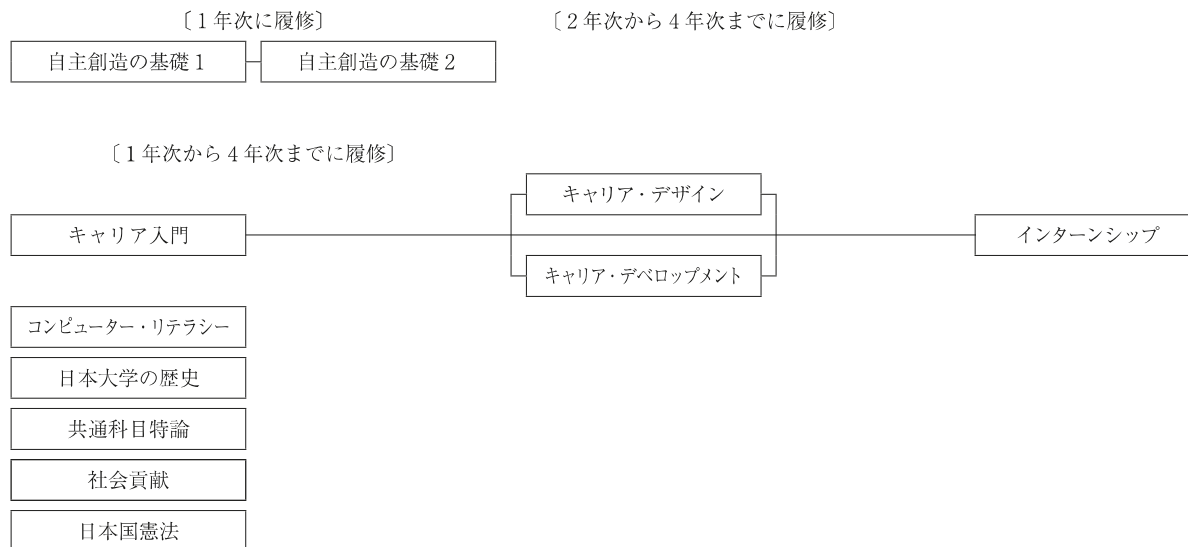 〔1年次に履修〕
〔2年次から4年次までに履修〕
自主創造の基礎1
自主創造の基礎2
〔1年次から4年次までに履修〕
キャリア・デザイン
キャリア入門
インターンシップ
キャリア・デベロップメント
コンピューター・リテラシー
日本大学の歴史
共通科目特論
社会貢献
日本国憲法